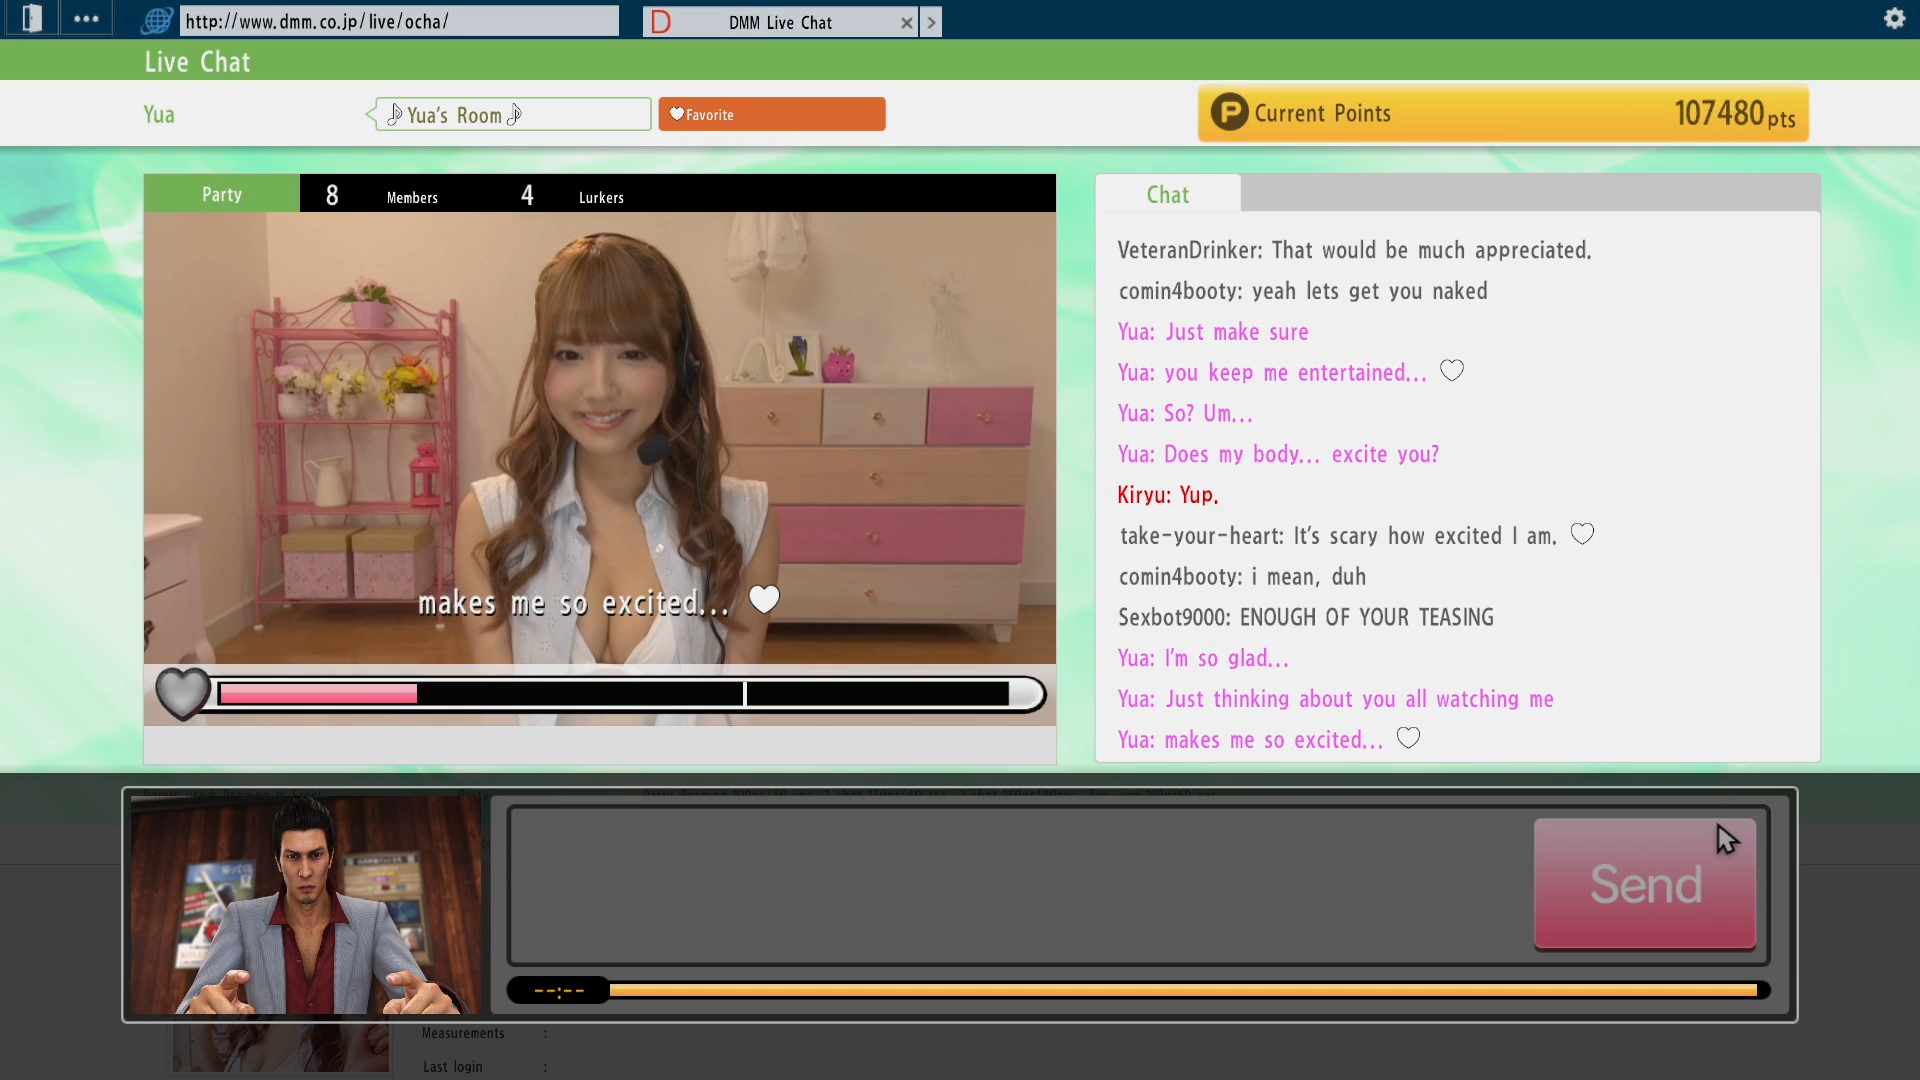 http://www.dmm.co.jp/live/ocha/
D
DMM Live Chat
Live Chat
Yua
Yua's Room
Favorite
P Current Points 107480pts
Party 8 Members 4 Lurkers
makes me so excited...
Chat
VeteranDrinker: That would be much appreciated.
comin4booty: yeah lets get you naked
Yua: Just make sure
Yua: you keep me entertained...
Yua: So? Um...
Yua: Does my body... excite you?
Kiryu: Yup.
take-your-heart: It's scary how excited I am.
comin4booty: i mean, duh
Sexbot9000: ENOUGH OF YOUR TEASING
Yua: I'm so glad...
Yua: Just thinking about you all watching me
Yua: makes me so excited...
Send
--:--
Measurements :
Last login :